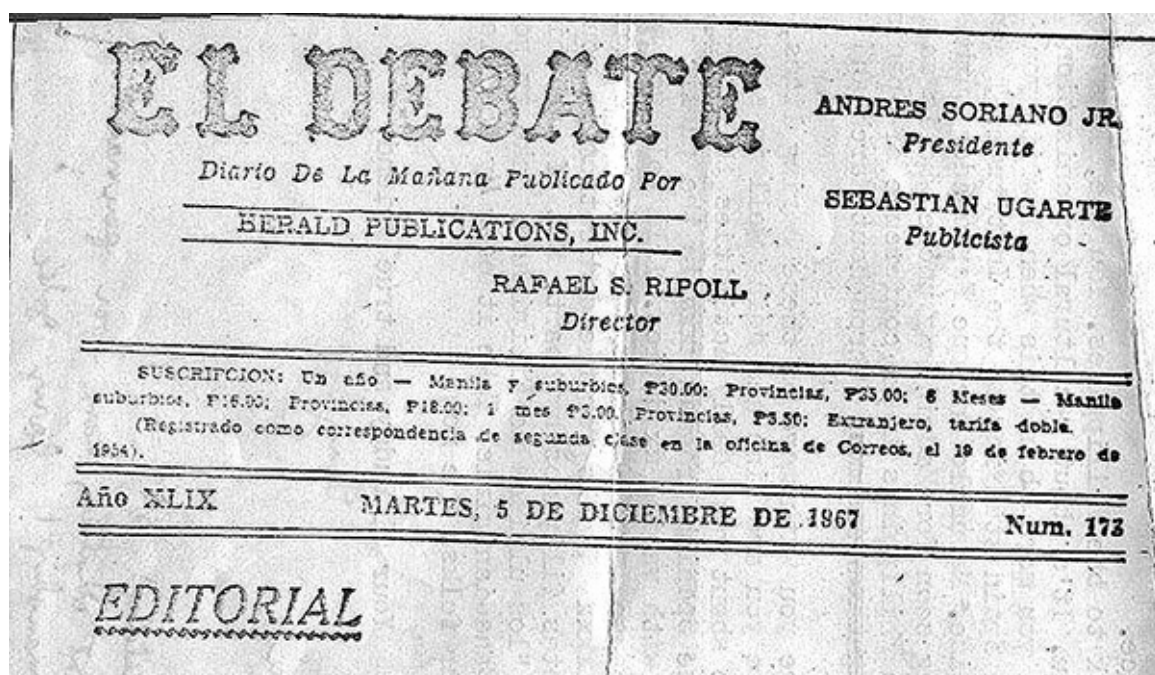 EL DEBATE
Diario De La Mañana Publicado Por
HERALD PUBLICATIONS, INC.
RAFAEL S. RIPOLL
Director
ANDRES SORIANO JR.
Presidente
SEBASTIAN UGARTE
Publicista
SUSCRIPCION: Un año — Manila y suburbios, ₱30.00; Provincias, ₱35.00; 6 Meses — Manila
suburbios, ₱16.00; Provincias, ₱18.00; 1 mes ₱3.00. Provincias, ₱3.50; Extranjero, tarifa doble.
(Registrado como correspondencia de segunda clase en la oficina de Correos, el 19 de febrero de
1954).
Año XLIX
MARTES, 5 DE DICIEMBRE DE 1967
Num. 173
EDITORIAL